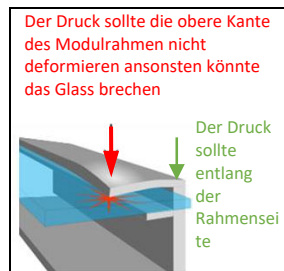 Der Druck sollte die obere Kante
des Modulrahmen nicht
deformieren ansonsten könnte
das Glass brechen
Der Druck
sollte
entlang
der
Rahmensei
te